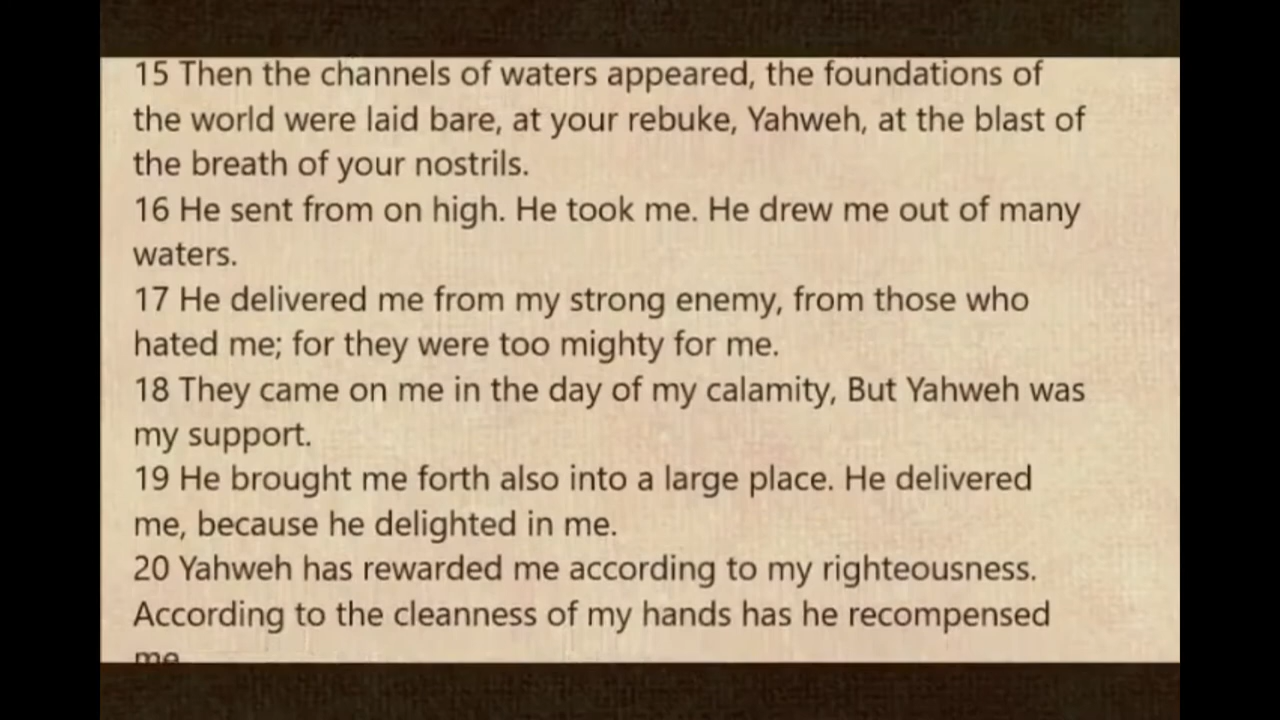 15 Then the channels of waters appeared, the foundations of
the world were laid bare, at your rebuke, Yahweh, at the blast of
the breath of your nostrils.
16 He sent from on high. He took me. He drew me out of many
waters.
17 He delivered me from my strong enemy, from those who
hated me; for they were too mighty for me.
18 They came on me in the day of my calamity, But Yahweh was
my support.
19 He brought me forth also into a large place. He delivered
me, because he delighted in me.
20 Yahweh has rewarded me according to my righteousness.
According to the cleanness of my hands has he recompensed
me